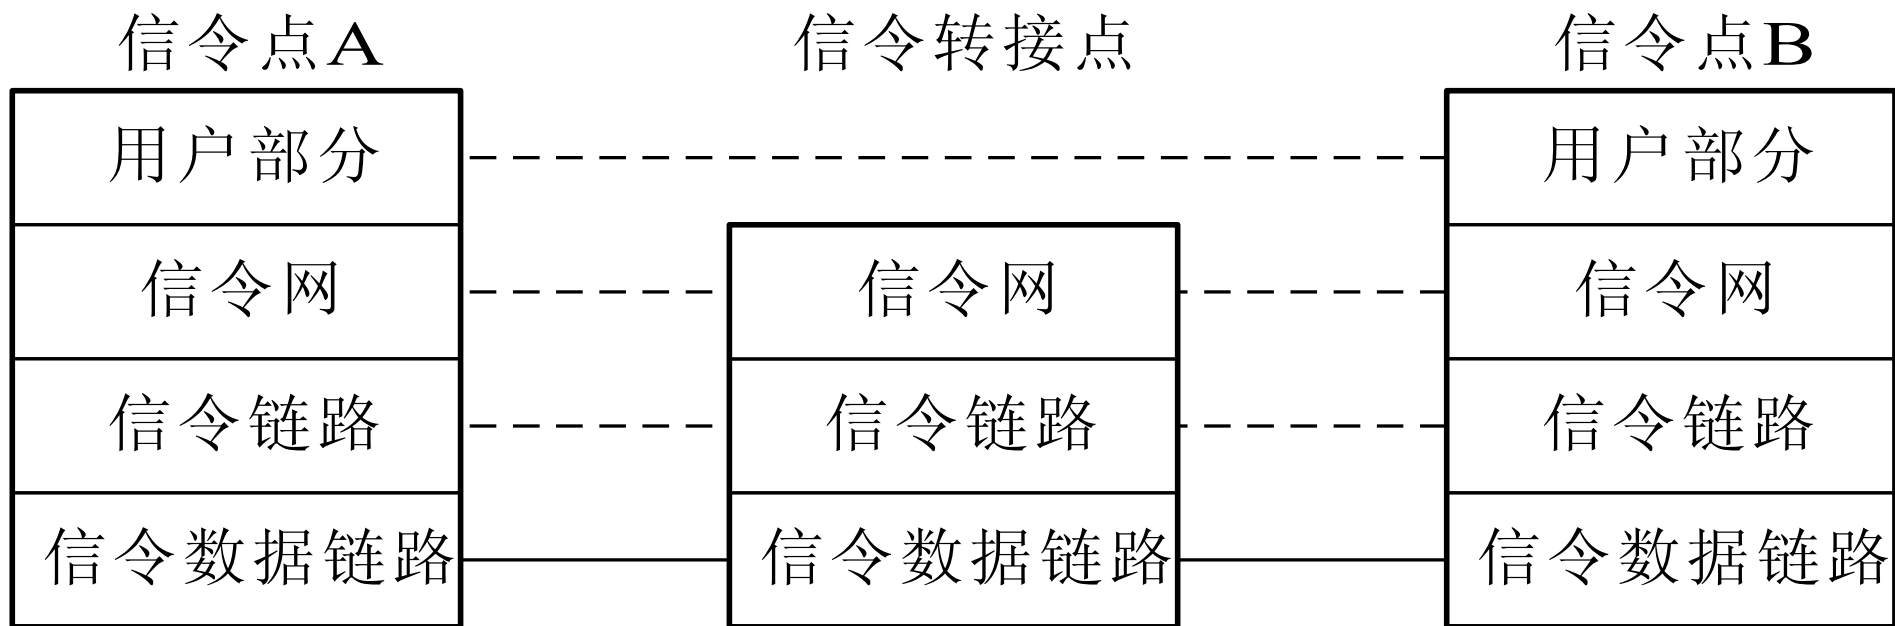 信令点A 信令转接点 信令点B
用户部分 用户部分
信令网 信令网 信令网
信令链路 信令链路 信令链路
信令数据链路 信令数据链路 信令数据链路